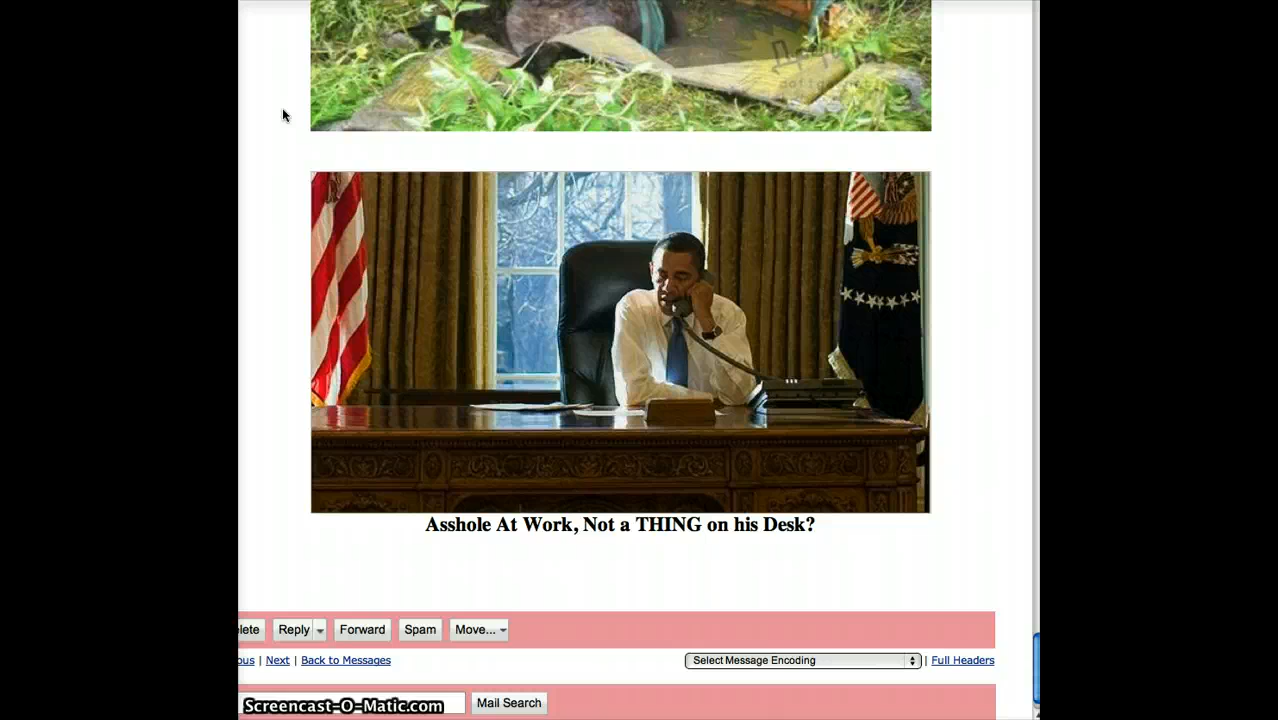 Asshole At Work, Not a THING on his Desk?
lete Reply Forward Spam Move...
ous | Next | Back to Messages Select Message Encoding | Full Headers
Screencast-O-Matic.com Mail Search